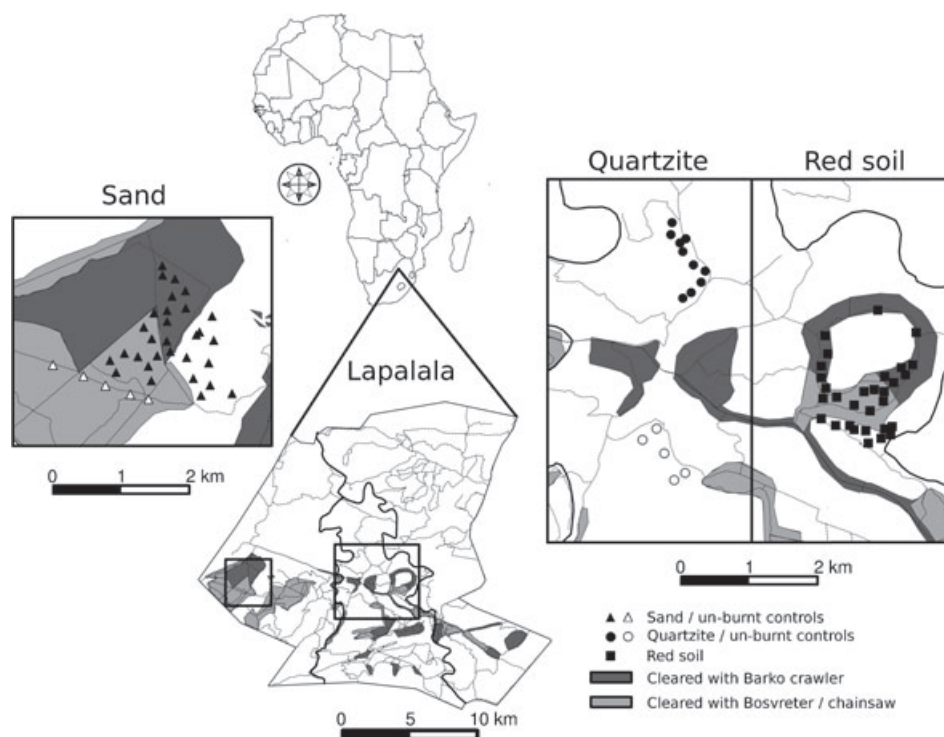 Sand
Quartzite
Red soil
Lapalala
0 1 2 km
0 1 2 km
▲ △ Sand / un-burnt controls
● ○ Quartzite / un-burnt controls
■ Red soil
Cleared with Barko crawler
Cleared with Bosvreter / chainsaw
0 5 10 km